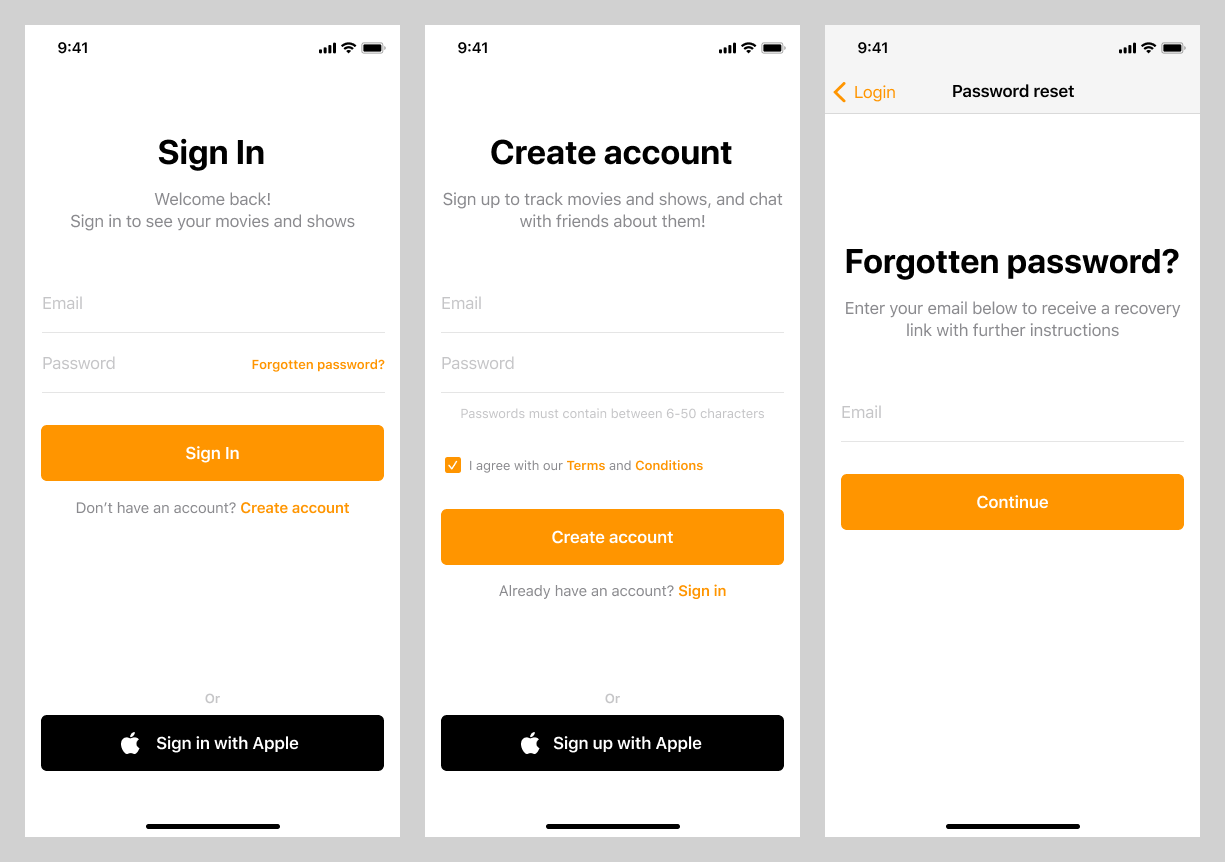 9:41
Sign In
Welcome back!
Sign in to see your movies and shows
Email
Password
Forgotten password?
Sign In
Don’t have an account? Create account
Or
Sign in with Apple
9:41
Create account
Sign up to track movies and shows, and chat
with friends about them!
Email
Password
Passwords must contain between 6-50 characters
I agree with our Terms and Conditions
Create account
Already have an account? Sign in
Or
Sign up with Apple
9:41
Login
Password reset
Forgotten password?
Enter your email below to receive a recovery
link with further instructions
Email
Continue